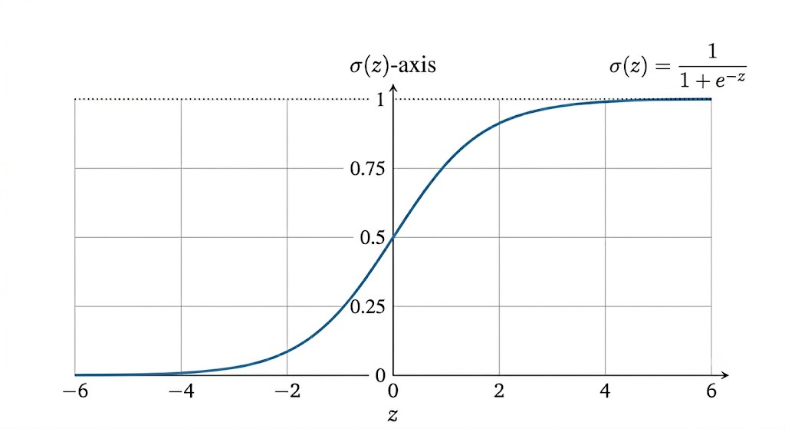 σ(z)-axis
σ(z) = 1 / (1 + e^{−z})
1
0.75
0.5
0.25
0
−6 −4 −2 0 2 4 6
z